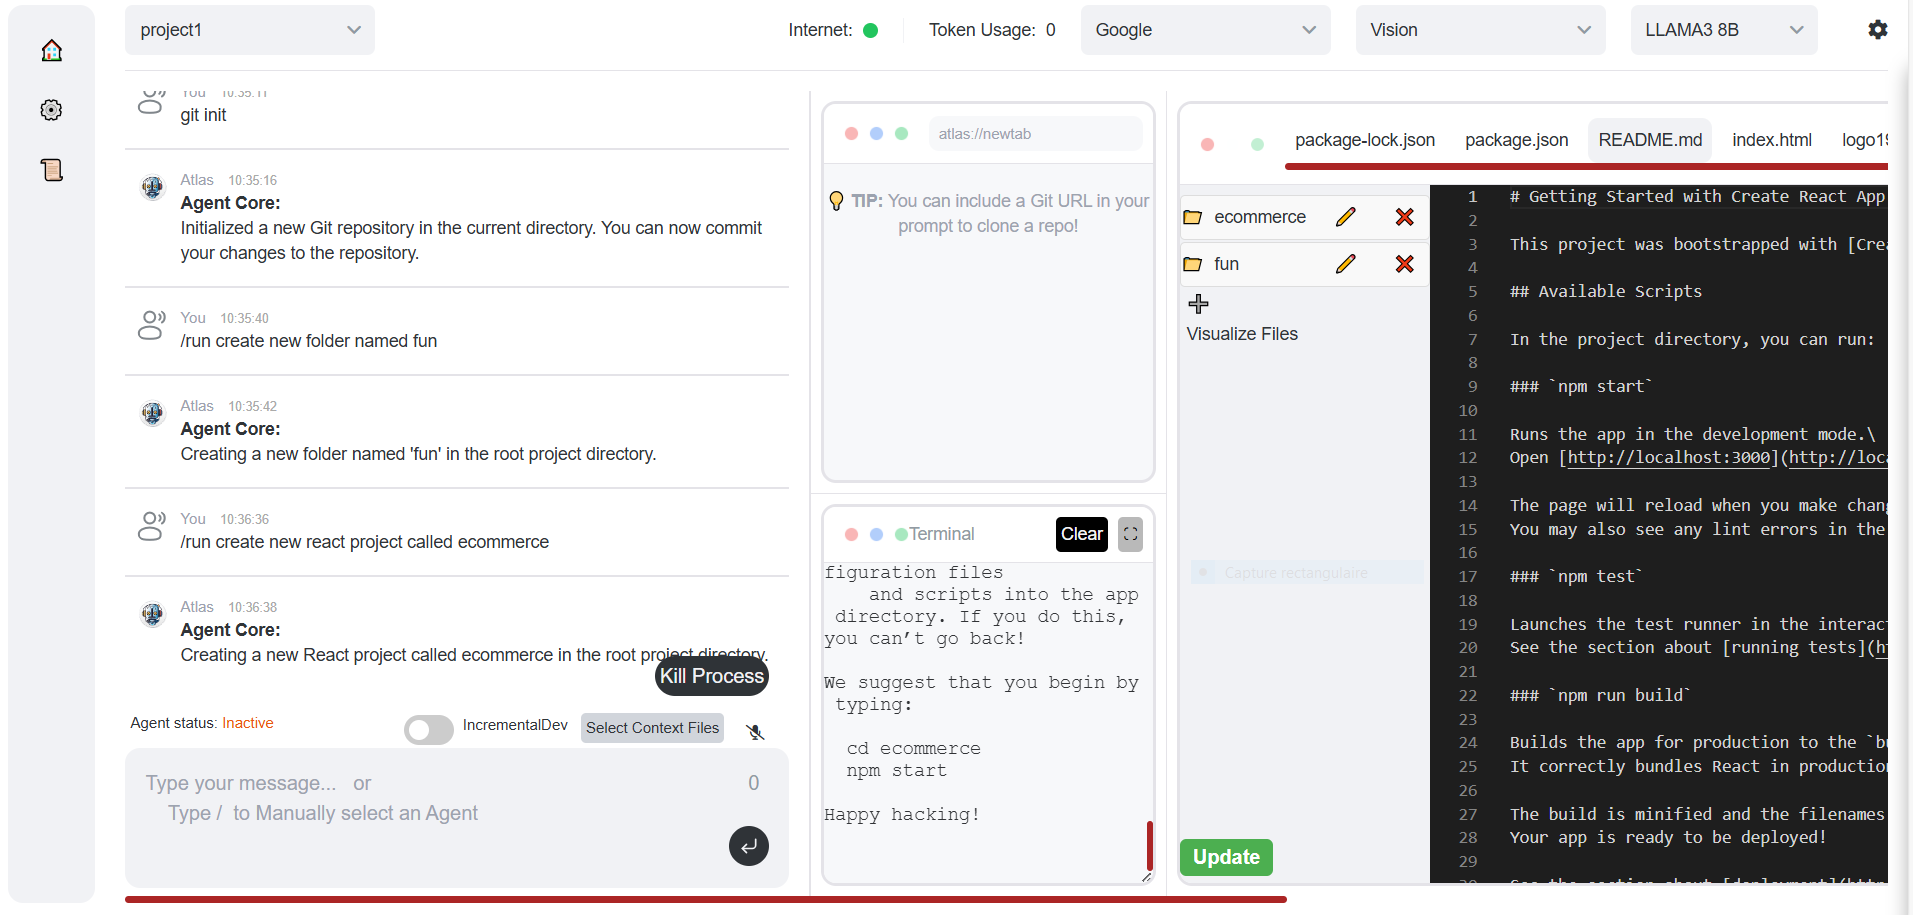 project1
Internet:
Token Usage: 0
Google
Vision
LLAMA3 8B
You 10:35:11
git init
Atlas 10:35:16
Agent Core:
Initialized a new Git repository in the current directory. You can now commit
your changes to the repository.
You 10:35:40
/run create new folder named fun
Atlas 10:35:42
Agent Core:
Creating a new folder named 'fun' in the root project directory.
You 10:36:36
/run create new react project called ecommerce
Atlas 10:36:38
Agent Core:
Creating a new React project called ecommerce in the root project directory.
Kill Process
Agent status: Inactive
IncrementalDev
Select Context Files
Type your message... or
0
Type / to Manually select an Agent
atlas://newtab
TIP: You can include a Git URL in your
prompt to clone a repo!
Terminal
Clear
figuration files
and scripts into the app
directory. If you do this,
you can’t go back!
We suggest that you begin by
typing:
cd ecommerce
npm start
Happy hacking!
package-lock.json
package.json
README.md
index.html
logo19
ecommerce
fun
Visualize Files
Capture rectangulaire
Update
1 # Getting Started with Create React App
2
3 This project was bootstrapped with [Crea
4
5 ## Available Scripts
6
7 In the project directory, you can run:
8
9 ### `npm start`
10
11 Runs the app in the development mode.\
12 Open [http://localhost:3000](http://loca
13
14 The page will reload when you make chang
15 You may also see any lint errors in the
16
17 ### `npm test`
18
19 Launches the test runner in the interact
20 See the section about [running tests](ht
21
22 ### `npm run build`
23
24 Builds the app for production to the `bu
25 It correctly bundles React in production
26
27 The build is minified and the filenames
28 Your app is ready to be deployed!
29
30 See the section about [deployment](http